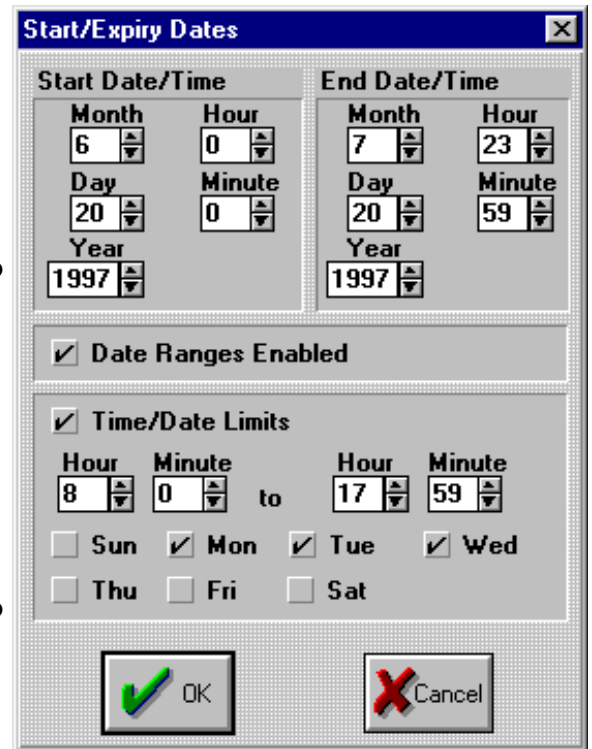 Start/Expiry Dates
Start Date/Time End Date/Time
Month Hour Month Hour
6 0 7 23
Day Minute Day Minute
20 0 20 59
Year Year
1997 1997
Date Ranges Enabled
Time/Date Limits
Hour Minute Hour Minute
8 0 to 17 59
Sun Mon Tue Wed
Thu Fri Sat
OK Cancel